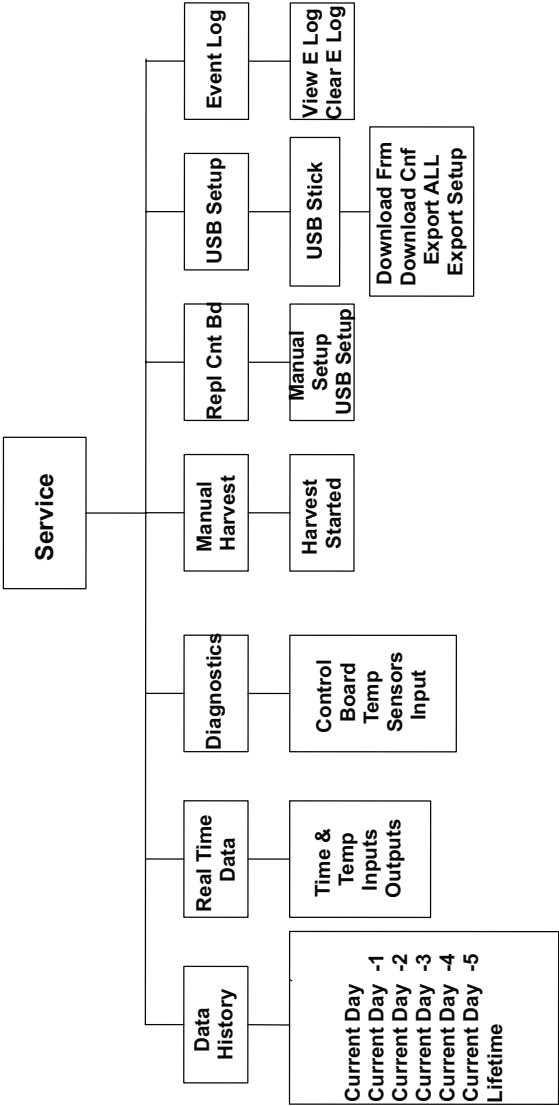 Service
Data
History
Real Time
Data
Diagnostics
Manual
Harvest
Repl Cnt Bd
USB Setup
Event Log
Current Day
Current Day -1
Current Day -2
Current Day -3
Current Day -4
Current Day -5
Lifetime
Time &
Temp
Inputs
Outputs
Control
Board
Temp
Sensors
Input
Harvest
Started
Manual
Setup
USB Setup
USB Stick
View E Log
Clear E Log
Download Frm
Download Cnf
Export ALL
Export Setup